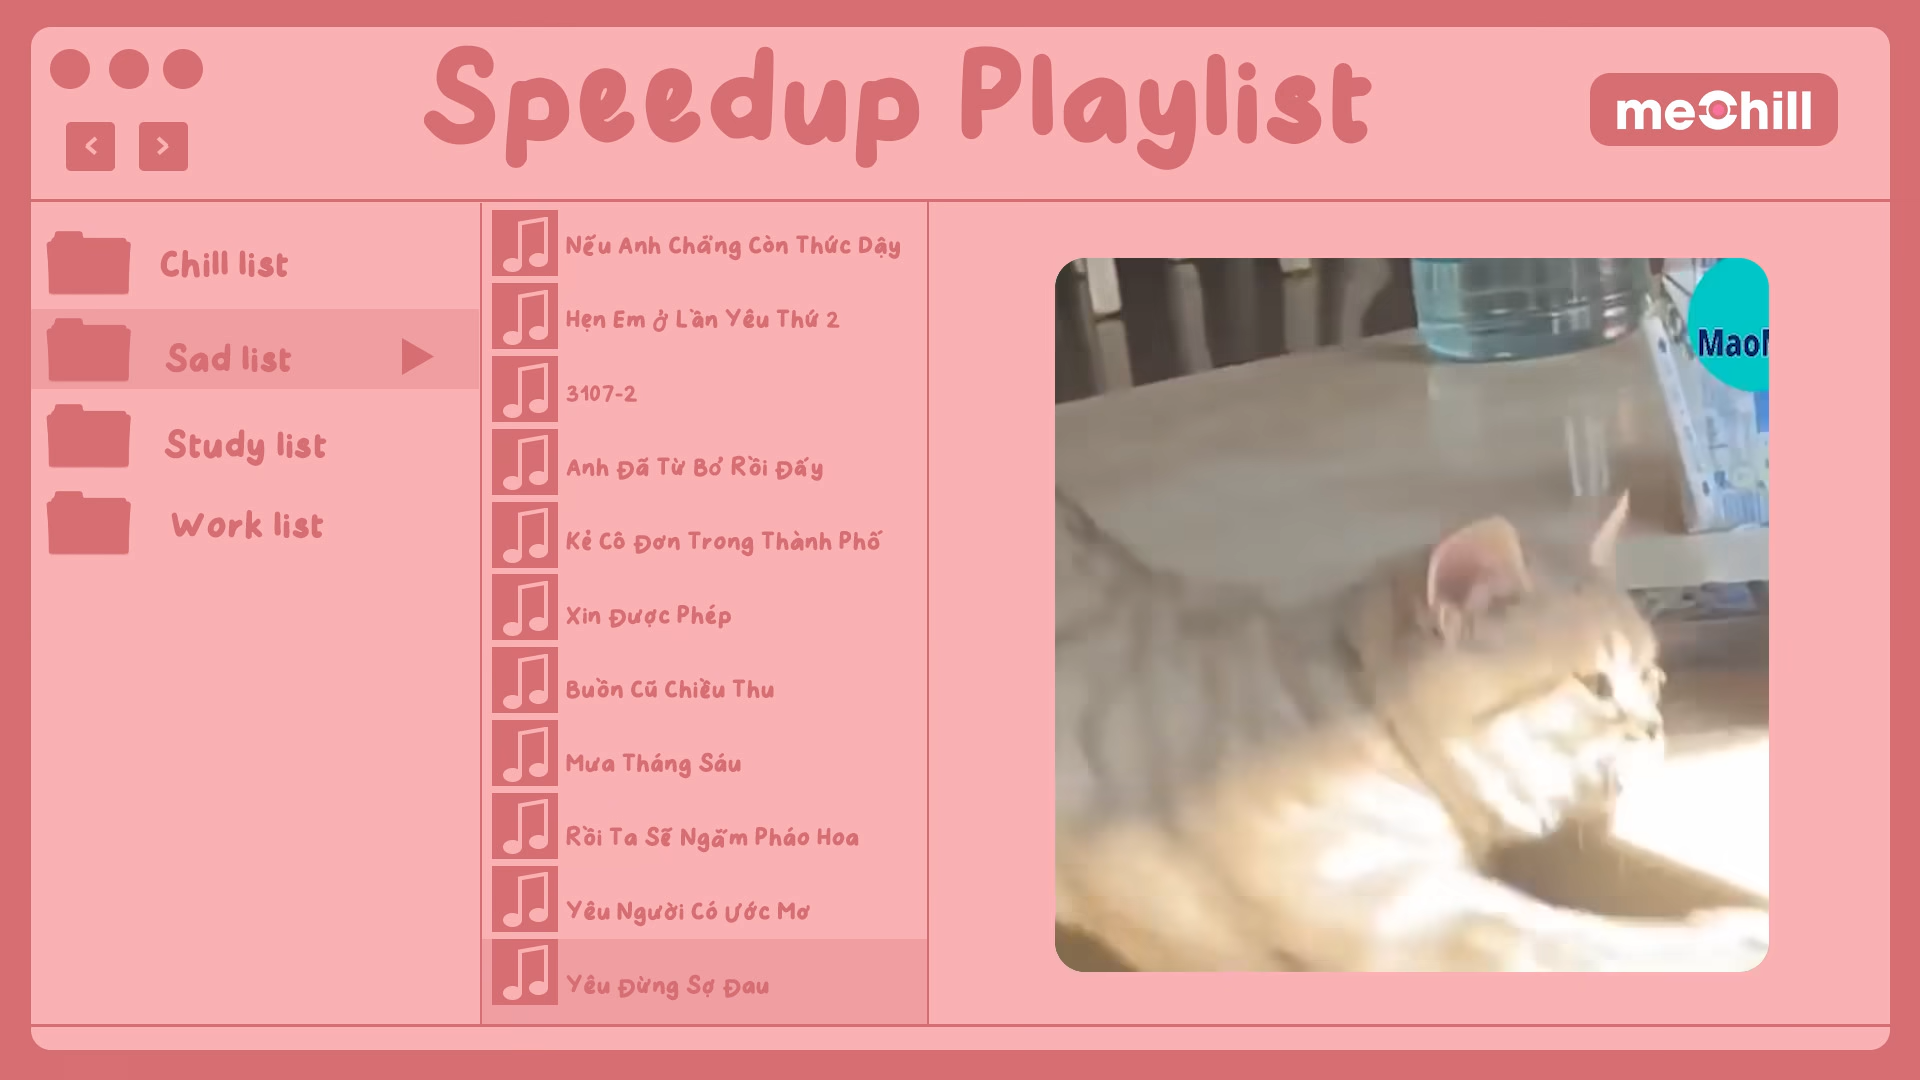 Speedup Playlist
mechill
Chill list
Sad list
Study list
Work list
Nếu Anh Chẳng Còn Thức Dậy
Hẹn Em ở Lần Yêu Thứ 2
3107-2
Anh Đã Từ Bỏ Rồi Đấy
Kẻ Cô Đơn Trong Thành Phố
Xin Được Phép
Buồn Cũ Chiều Thu
Mưa Tháng Sáu
Rồi Ta Sẽ Ngắm Pháo Hoa
Yêu Người Có Ước Mơ
Yêu Đừng Sợ Đau